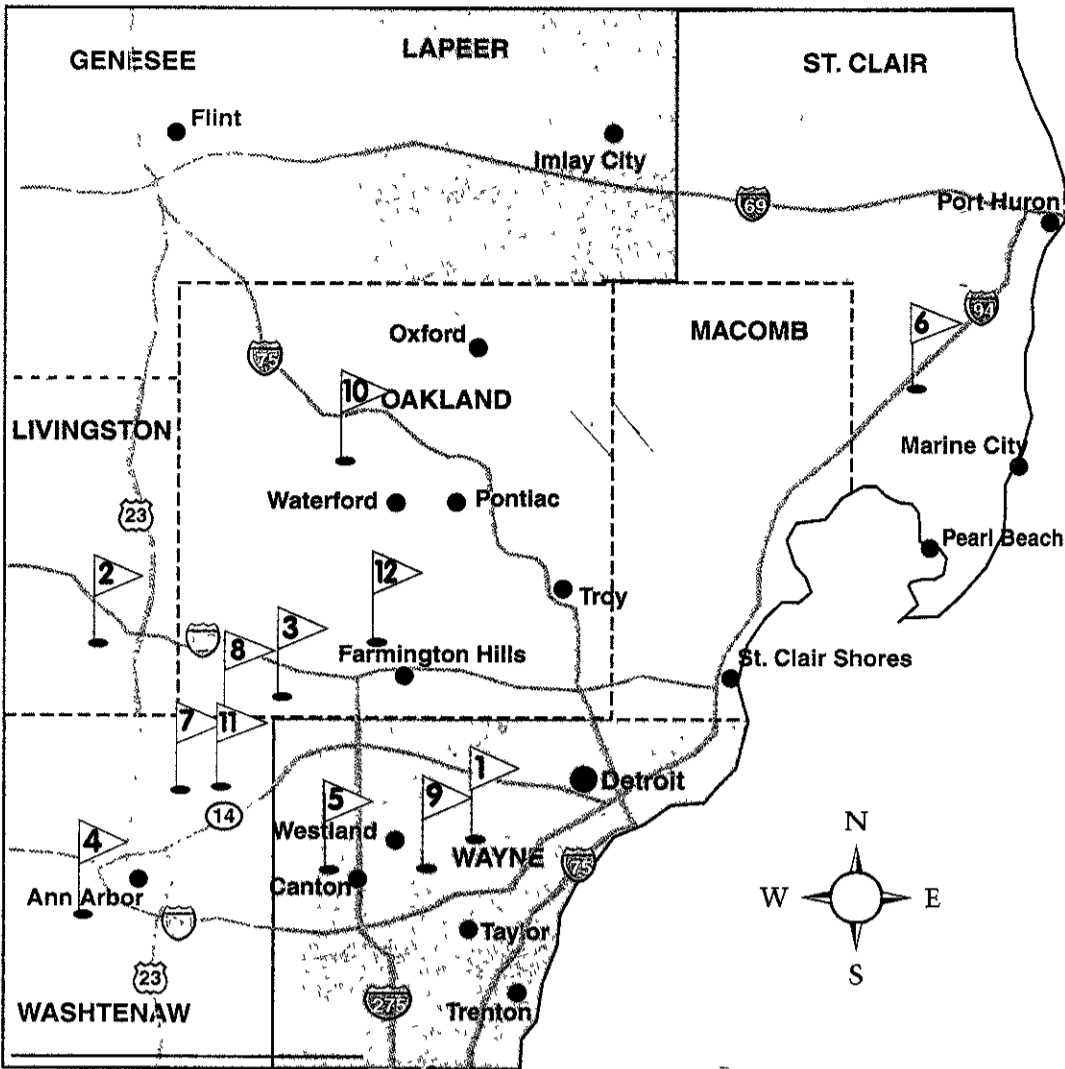 GENESEE
LAPEER
ST. CLAIR
Flint
Imlay City
69
Port Huron
94
6
Oxford
MACOMB
75
10
OAKLAND
LIVINGSTON
Marine City
Waterford
Pontiac
23
Pearl Beach
2
12
Troy
3
8
Farmington Hills
St. Clair Shores
7
11
1
Detroit
5
9
14
Westland
4
WAYNE
75
N
Ann Arbor
Canton
W
E
Taylor
S
23
275
Trenton
WASHTENAW